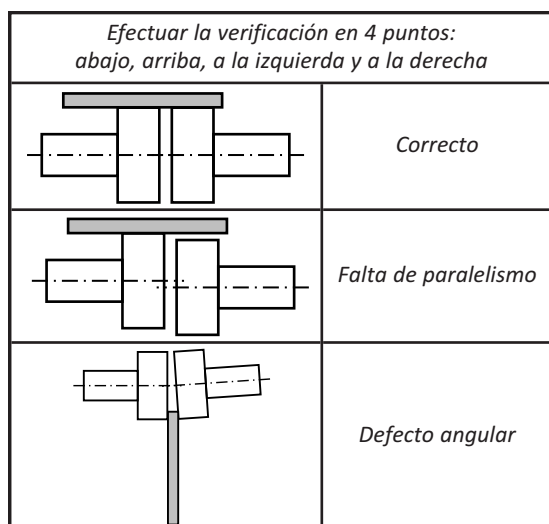 Efectuar la verificación en 4 puntos:
abajo, arriba, a la izquierda y a la derecha
Correcto
Falta de paralelismo
Defecto angular